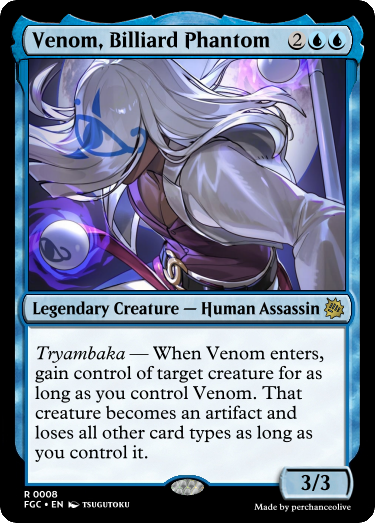 Venom, Billiard Phantom 2
Legendary Creature — Human Assassin
Tryambaka — When Venom enters,
gain control of target creature for as
long as you control Venom. That
creature becomes an artifact and
loses all other card types as long as
you control it.
3/3
R 0008
FGC • EN TSUGUTOKU
Made by perchanceolive